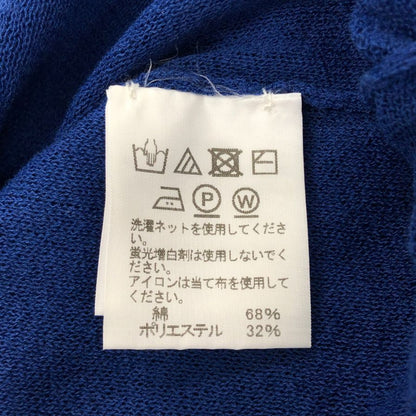 P W
洗濯ネットを使用してくださ
い。
蛍光増白剤は使用しないでく
ださい。
アイロンは当て布を使用して
ください。
綿 68%
ポリエステル 32%